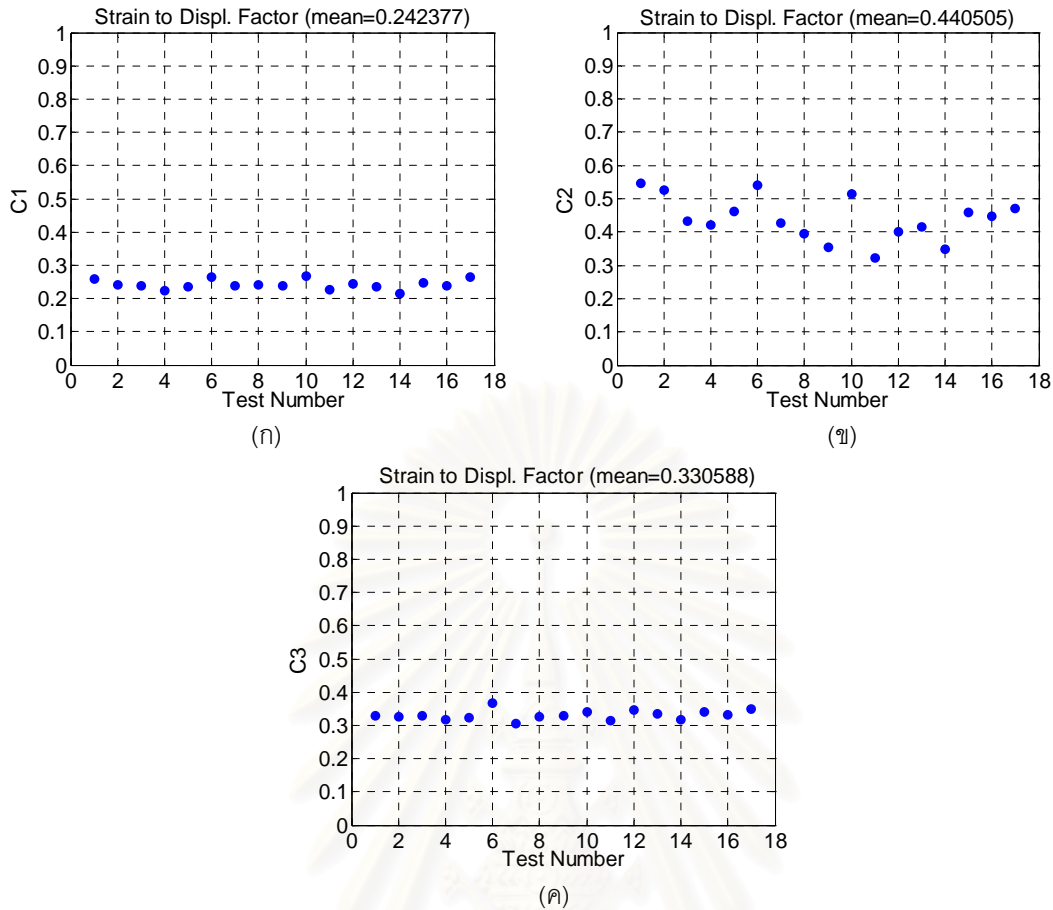 Strain to Displ. Factor (mean=0.242377)
1
0.9
0.8
0.7
0.6
0.5
0.4
0.3
0.2
0.1
0
C1
0 2 4 6 8 10 12 14 16 18
Test Number
(ก)
Strain to Displ. Factor (mean=0.440505)
1
0.9
0.8
0.7
0.6
0.5
0.4
0.3
0.2
0.1
0
C2
0 2 4 6 8 10 12 14 16 18
Test Number
(ข)
Strain to Displ. Factor (mean=0.330588)
1
0.9
0.8
0.7
0.6
0.5
0.4
0.3
0.2
0.1
0
C3
0 2 4 6 8 10 12 14 16 18
Test Number
(ค)